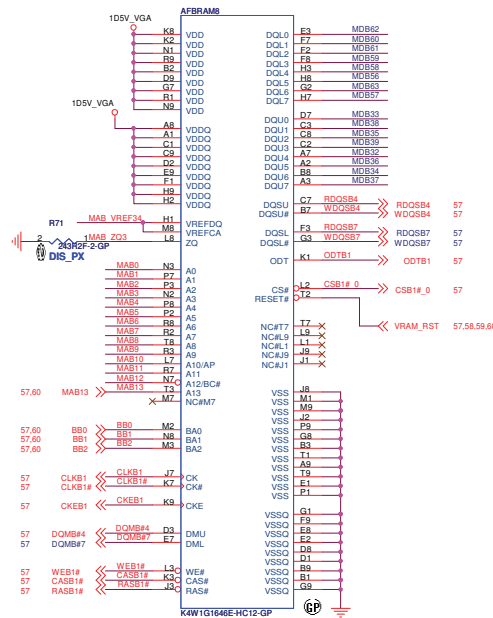 AFBRAM8
1D5V_VGA
K8 VDD
K2 VDD
N1 VDD
R9 VDD
B2 VDD
D9 VDD
G7 VDD
R1 VDD
N9 VDD
1D5V_VGA
A8 VDDQ
A1 VDDQ
C1 VDDQ
C9 VDDQ
D2 VDDQ
E9 VDDQ
F1 VDDQ
H9 VDDQ
H2 VDDQ
R71 MAB_VREF34 H1 VREFDQ
M8 VREFCA
2 1 MAB_ZQ3 L8 ZQ
243R2F-2-GP
DIS_PX
MAB0 N3 A0
MAB1 P7 A1
MAB2 P3 A2
MAB3 N2 A3
MAB4 P8 A4
MAB5 P2 A5
MAB6 R8 A6
MAB7 R2 A7
MAB8 T8 A8
MAB9 R3 A9
MAB10 L7 A10/AP
MAB11 R7 A11
MAB12 N7 A12/BC#
57,60 MAB13 MAB13 T3 A13
M7 NC#M7
57,60 BB0 BB0 M2 BA0
57,60 BB1 BB1 N8 BA1
57,60 BB2 BB2 M3 BA2
57 CLKB1 CLKB1 J7 CK
57 CLKB1# CLKB1# K7 CK#
57 CKEB1 CKEB1 K9 CKE
57 DQMB#4 DQMB#4 D3 DMU
57 DQMB#7 DQMB#7 E7 DML
57 WEB1# WEB1# L3 WE#
57 CASB1# CASB1# K3 CAS#
57 RASB1# RASB1# J3 RAS#
DQL0 E3 MDB62
DQL1 F7 MDB60
DQL2 F2 MDB61
DQL3 F8 MDB59
DQL4 H3 MDB58
DQL5 H8 MDB56
DQL6 G2 MDB63
DQL7 H7 MDB57
DQU0 D7 MDB33
DQU1 C3 MDB38
DQU2 C8 MDB35
DQU3 C2 MDB39
DQU4 A7 MDB32
DQU5 A2 MDB36
DQU6 B8 MDB34
DQU7 A3 MDB37
DQSU C7 RDQSB4 RDQSB4 57
DQSU# B7 WDQSB4 WDQSB4 57
DQSL F3 RDQSB7 RDQSB7 57
DQSL# G3 WDQSB7 WDQSB7 57
ODT K1 ODTB1 ODTB1 57
CS# L2 CSB1#_0 CSB1#_0 57
RESET# T2
VRAM_RST 57,58,59,60
NC#T7 T7
NC#L9 L9
NC#L1 L1
NC#J9 J9
NC#J1 J1
VSS J8
VSS M1
VSS M9
VSS J2
VSS P9
VSS G8
VSS B3
VSS T1
VSS A9
VSS T9
VSS E1
VSS P1
VSSQ G1
VSSQ F9
VSSQ E8
VSSQ E2
VSSQ D8
VSSQ D1
VSSQ B9
VSSQ B1
VSSQ G9
K4W1G1646E-HC12-GP
GP